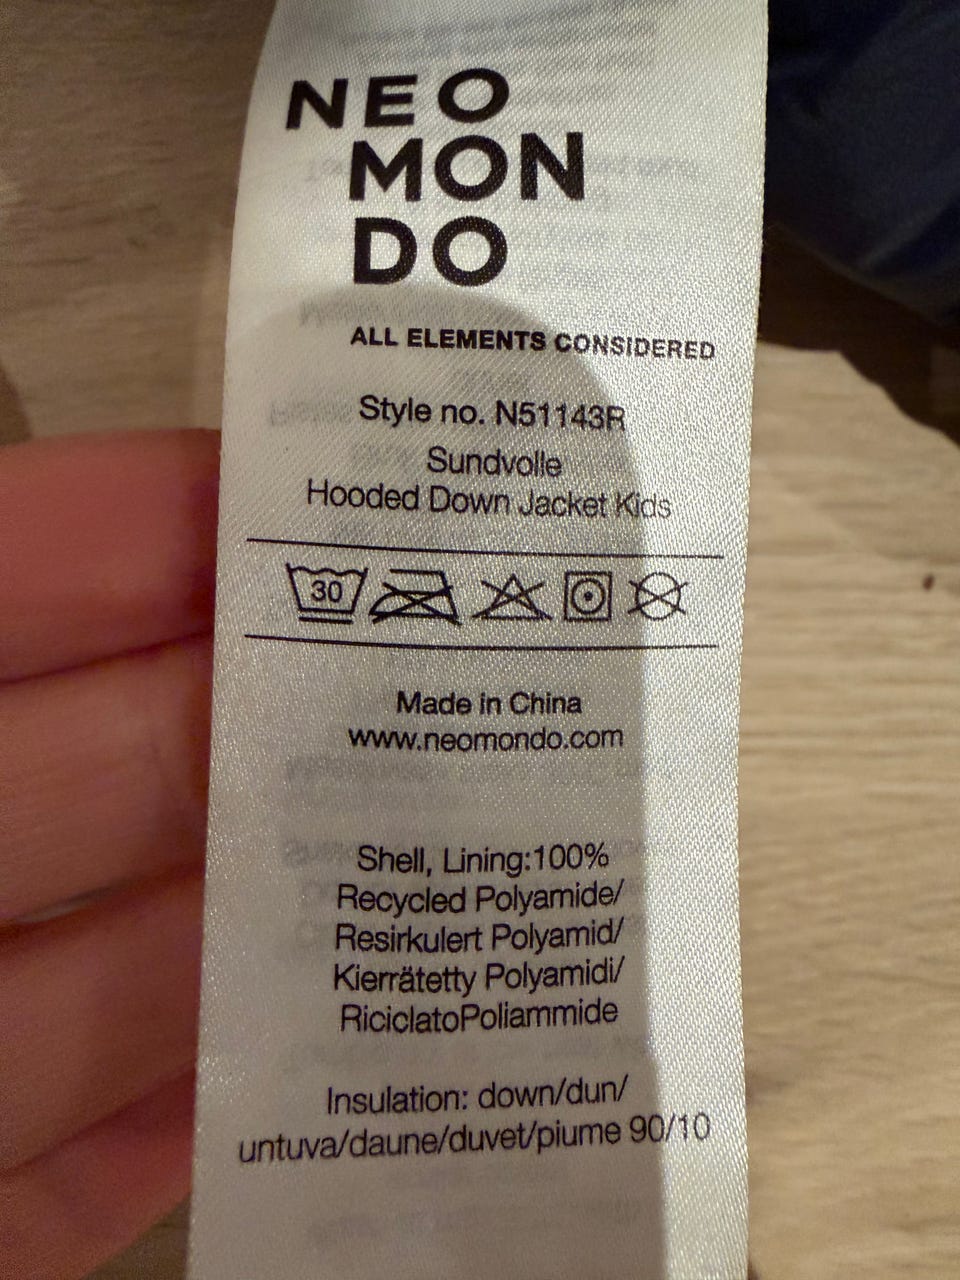 NEO
MON
DO
ALL ELEMENTS CONSIDERED
Style no. N51143R
Sundvolle
Hooded Down Jacket Kids
30
Made in China
www.neomondo.com
Shell, Lining:100%
Recycled Polyamide/
Resirkulert Polyamid/
Kierrätetty Polyamidi/
RiciclatoPoliammide
Insulation: down/dun/
untuva/daune/duvet/piume 90/10